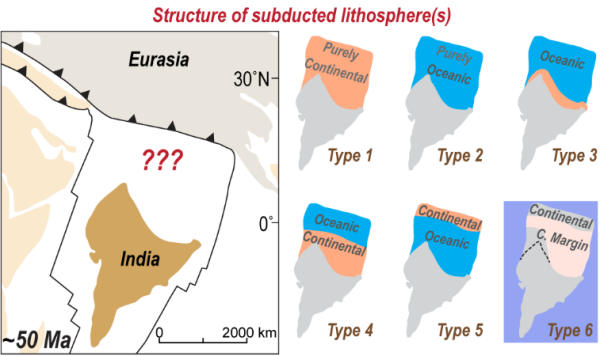 Structure of subducted lithosphere(s)
Eurasia
30°N
???
0°
India
~50 Ma
0
2000 km
Purely
Continental
Type 1
Purely
Oceanic
Type 2
Oceanic
Type 3
Oceanic
Continental
Type 4
Continental
Oceanic
Type 5
Continental
C. Margin
Type 6